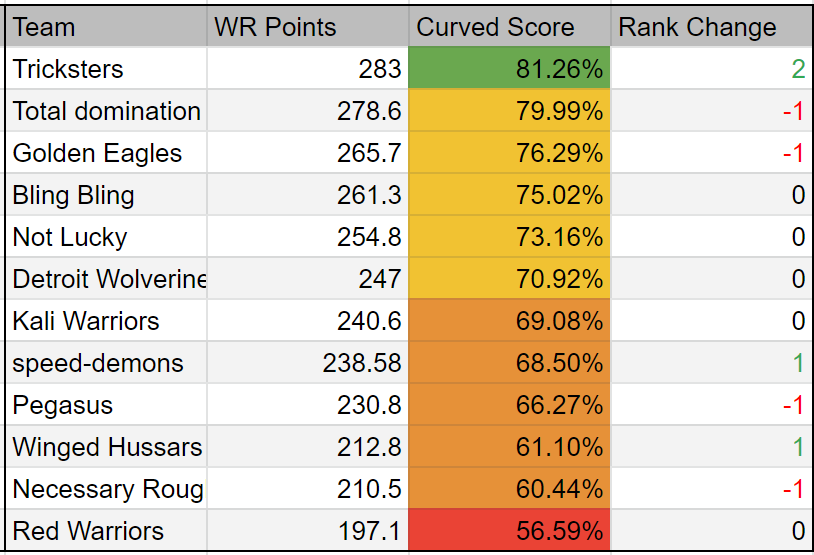 Team WR Points Curved Score Rank Change
Tricksters 283 81.26% 2
Total domination 278.6 79.99% -1
Golden Eagles 265.7 76.29% -1
Bling Bling 261.3 75.02% 0
Not Lucky 254.8 73.16% 0
Detroit Wolverine 247 70.92% 0
Kali Warriors 240.6 69.08% 0
speed-demons 238.58 68.50% 1
Pegasus 230.8 66.27% -1
Winged Hussars 212.8 61.10% 1
Necessary Roug 210.5 60.44% -1
Red Warriors 197.1 56.59% 0